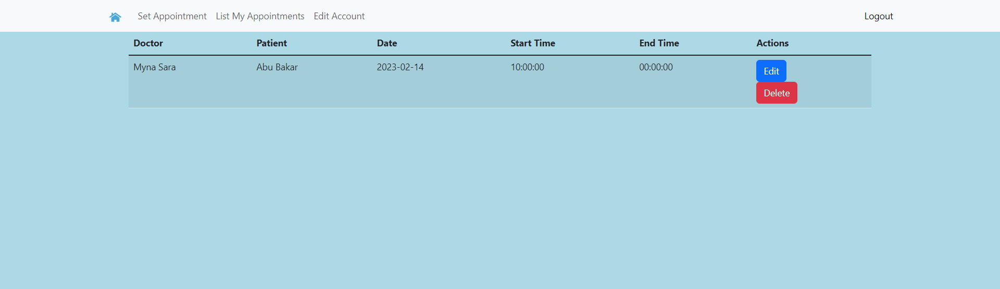 Set Appointment List My Appointments Edit Account Logout
Doctor Patient Date Start Time End Time Actions
Myna Sara Abu Bakar 2023-02-14 10:00:00 00:00:00 Edit
Delete